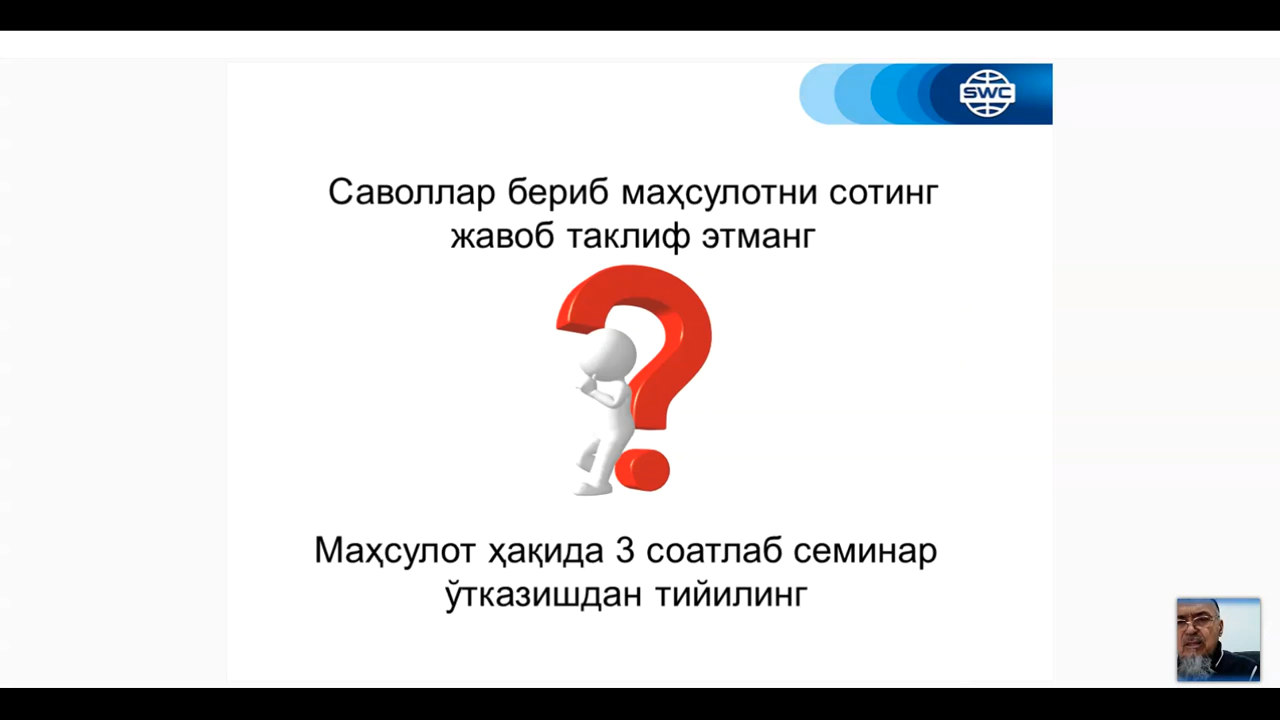 SWC
Саволлар бериб маҳсулотни сотинг
жавоб таклиф этманг
Маҳсулот ҳақида 3 соатлаб семинар
ўтказишдан тийилинг